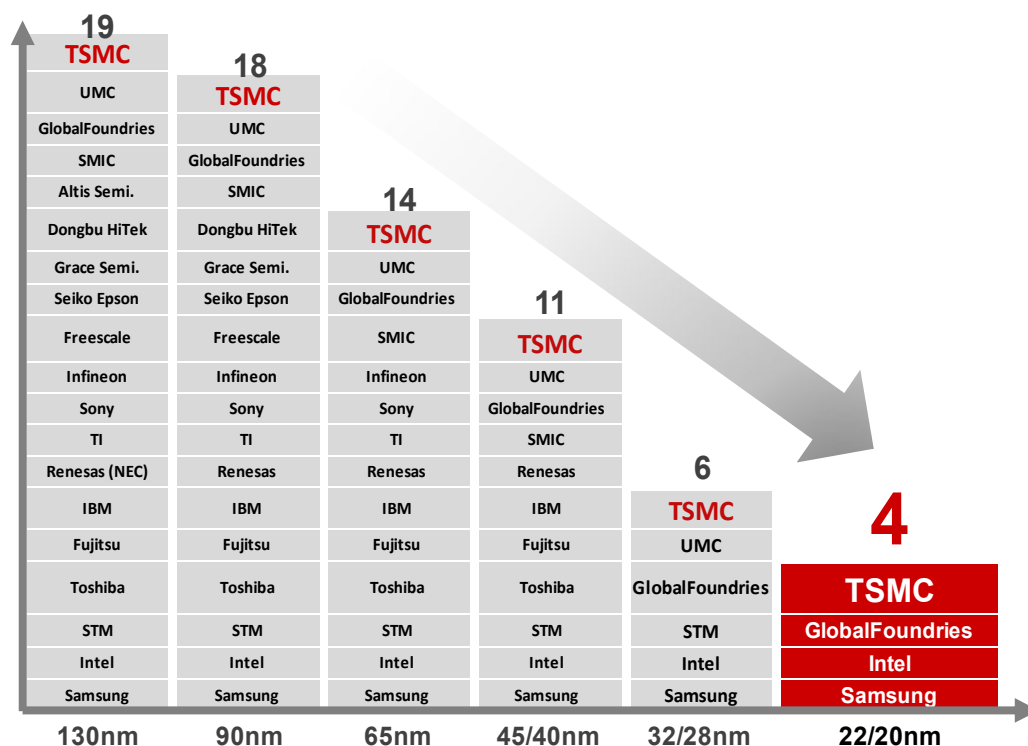 19
TSMC
UMC
GlobalFoundries
SMIC
Altis Semi.
Dongbu HiTek
Grace Semi.
Seiko Epson
Freescale
Infineon
Sony
TI
Renesas (NEC)
IBM
Fujitsu
Toshiba
STM
Intel
Samsung
130nm
18
TSMC
UMC
GlobalFoundries
SMIC
Dongbu HiTek
Grace Semi.
Seiko Epson
Freescale
Infineon
Sony
TI
Renesas
IBM
Fujitsu
Toshiba
STM
Intel
Samsung
90nm
14
TSMC
UMC
GlobalFoundries
SMIC
Infineon
Sony
TI
Renesas
IBM
Fujitsu
Toshiba
STM
Intel
Samsung
65nm
11
TSMC
UMC
GlobalFoundries
SMIC
Renesas
IBM
Fujitsu
Toshiba
STM
Intel
Samsung
45/40nm
6
TSMC
UMC
GlobalFoundries
STM
Intel
Samsung
32/28nm
4
TSMC
GlobalFoundries
Intel
Samsung
22/20nm